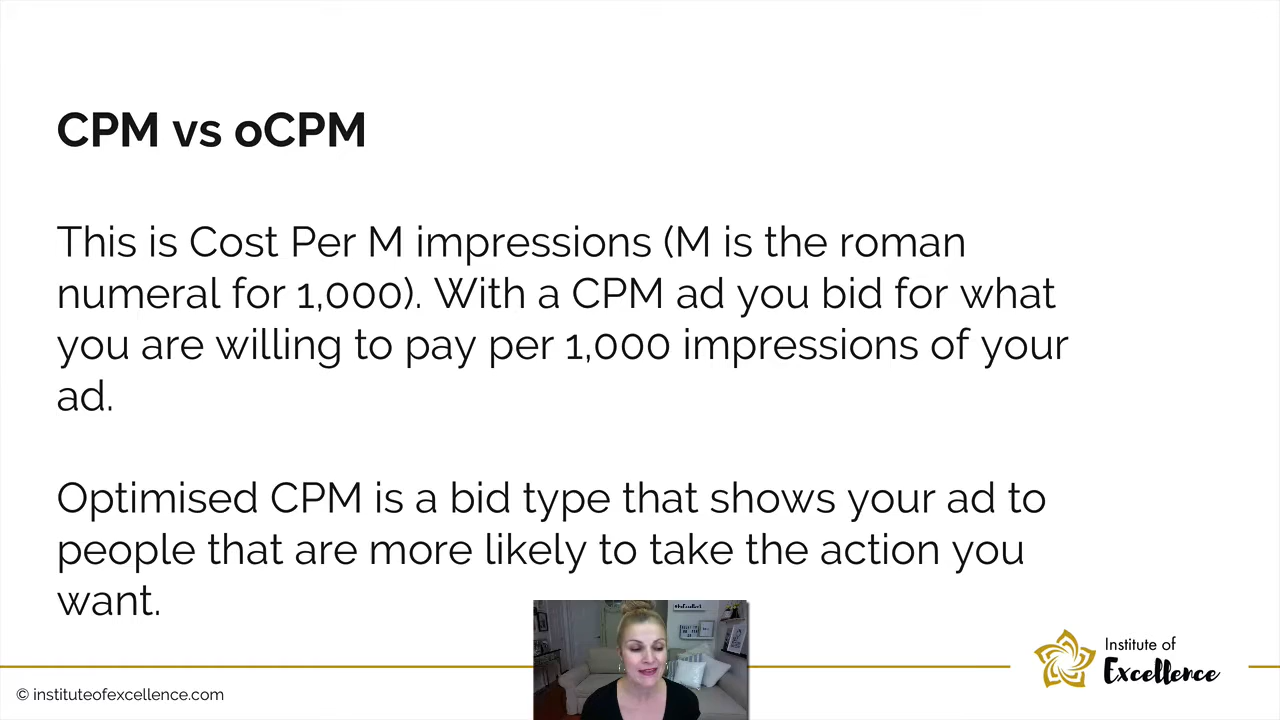 CPM vs oCPM
This is Cost Per M impressions (M is the roman
numeral for 1,000). With a CPM ad you bid for what
you are willing to pay per 1,000 impressions of your
ad.
Optimised CPM is a bid type that shows your ad to
people that are more likely to take the action you
want.
Institute of
Excellence
© instituteofexcellence.com